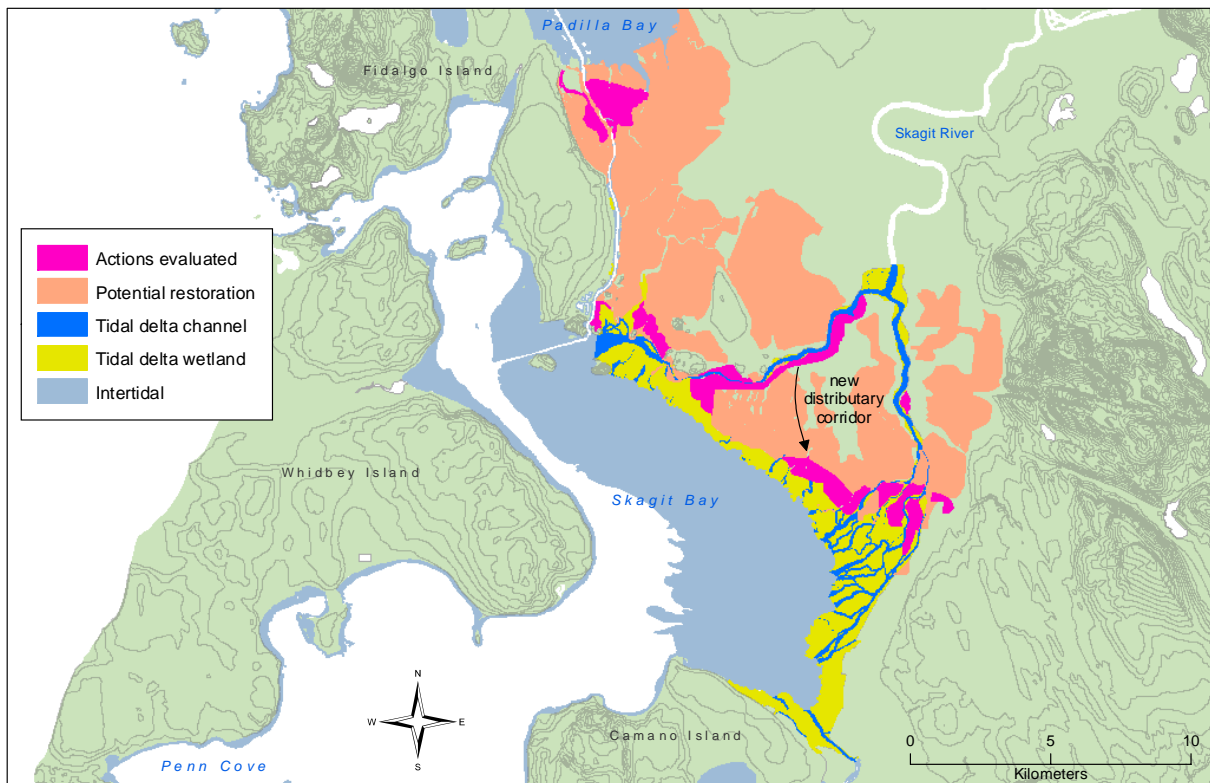 Padilla Bay
Fidalgo Island
Skagit River
Actions evaluated
Potential restoration
Tidal delta channel
Tidal delta wetland
Intertidal
new
distributary
corridor
Whidbey Island
Skagit Bay
N
W E
S
Camano Island
Penn Cove
0 5 10
Kilometers